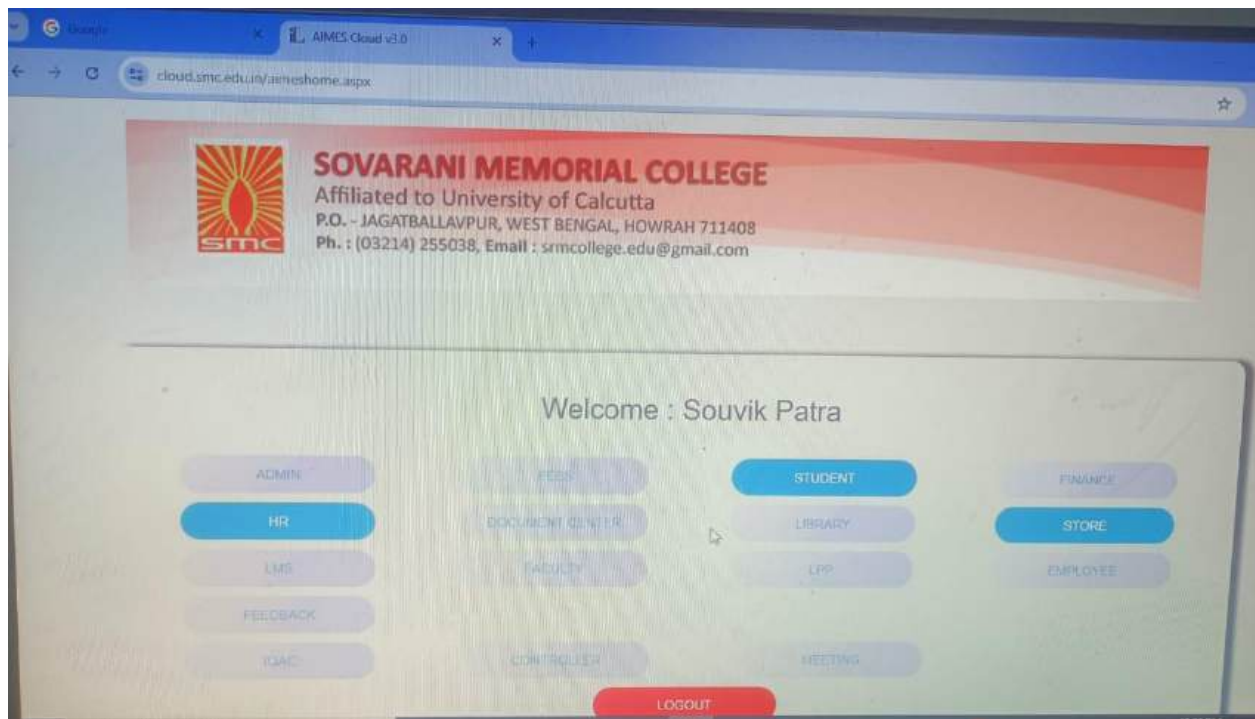 Google
AIMES Cloud v3.0
cloud.smc.edu.in/aimeshome.aspx
smc
SOVARANI MEMORIAL COLLEGE
Affiliated to University of Calcutta
P.O. - JAGATBALLAVPUR, WEST BENGAL, HOWRAH 711408
Ph. : (03214) 255038, Email : srmcollege.edu@gmail.com
Welcome : Souvik Patra
ADMIN FEES STUDENT FINANCE
HR DOCUMENT CENTER LIBRARY STORE
LMS FACULTY LPP EMPLOYEE
FEEDBACK
IQAC CONTROLLER MEETING
LOGOUT